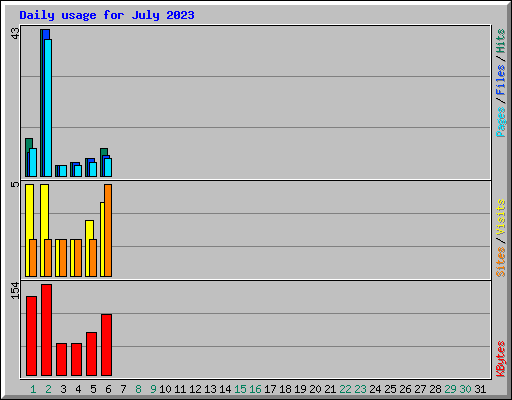 Daily usage for July 2023
43
Pages/Files/Hits
5
Sites/Visits
154
KBytes
1 2 3 4 5 6 7 8 9 10 11 12 13 14 15 16 17 18 19 20 21 22 23 24 25 26 27 28 29 30 31